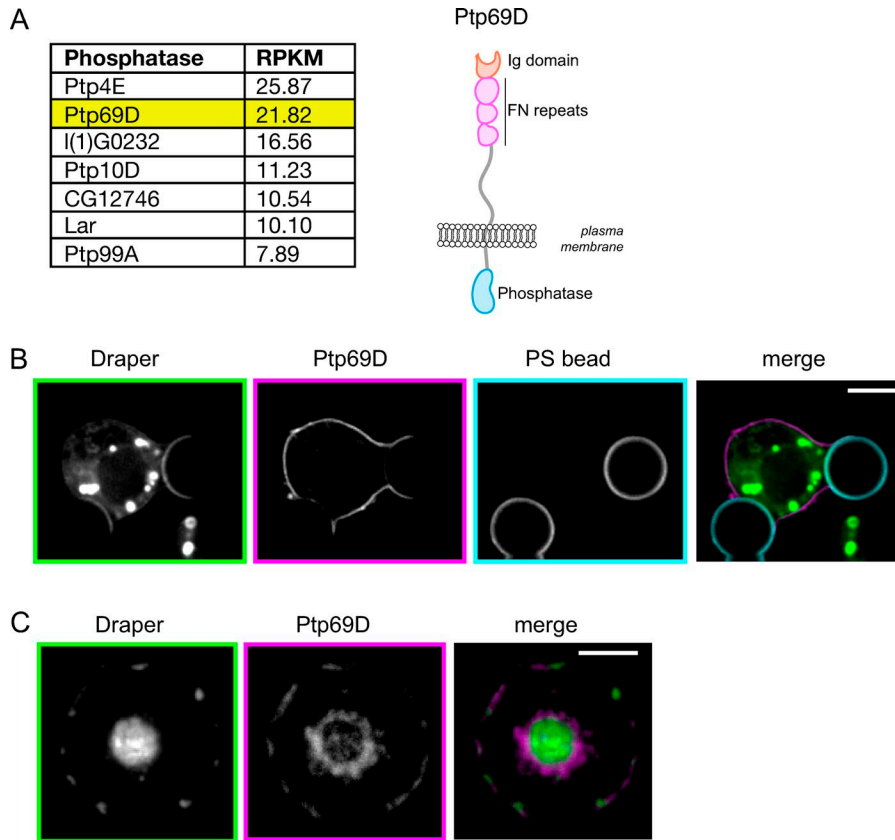 A
Ptp69D
Phosphatase RPKM
Ptp4E 25.87
Ptp69D 21.82
l(1)G0232 16.56
Ptp10D 11.23
CG12746 10.54
Lar 10.10
Ptp99A 7.89
Ig domain
FN repeats
plasma
membrane
Phosphatase
B
Draper Ptp69D PS bead merge
C
Draper Ptp69D merge